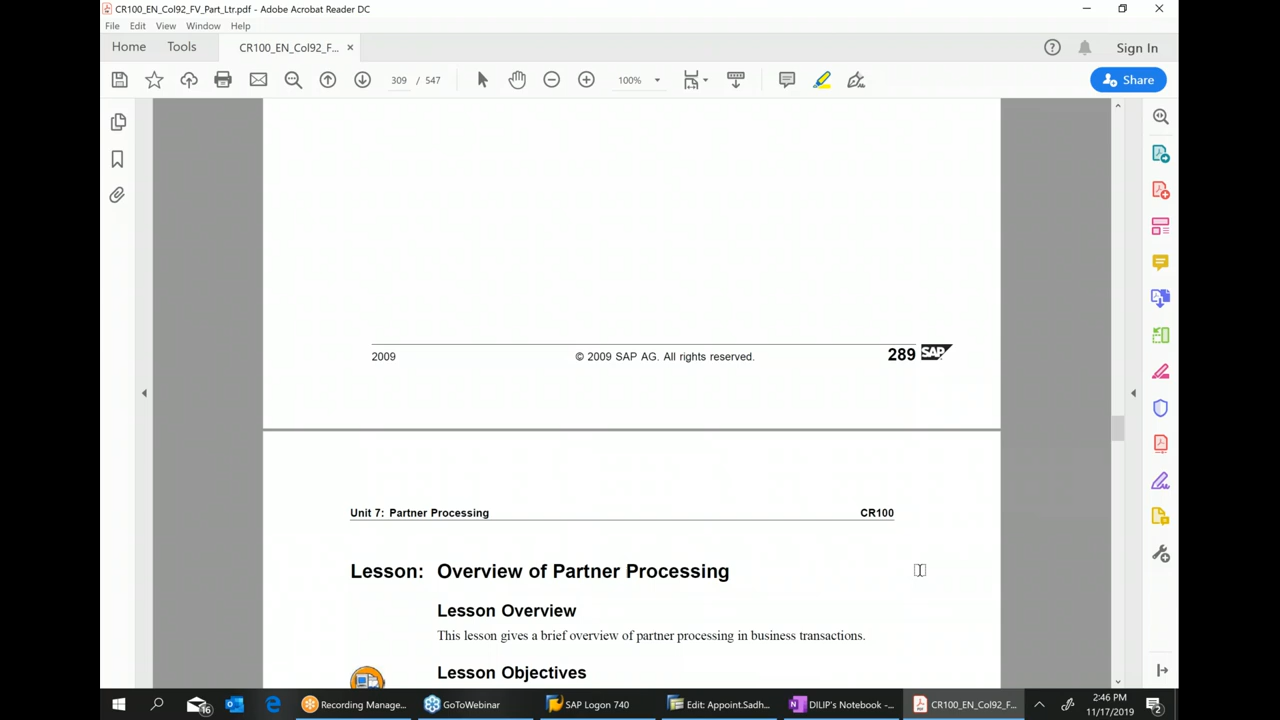 CR100_EN_Col92_FV_Part_Ltr.pdf - Adobe Acrobat Reader DC
File Edit View Window Help
Home Tools CR100_EN_Col92_F... × Sign In
309 / 547 100% Share
2009 © 2009 SAP AG. All rights reserved. 289 SAP
Unit 7: Partner Processing CR100
Lesson: Overview of Partner Processing
Lesson Overview
This lesson gives a brief overview of partner processing in business transactions.
Lesson Objectives
16 Recording Manage... GoToWebinar SAP Logon 740 Edit: Appoint.Sadh... DILIP's Notebook -... CR100_EN_Col92_F... 2:46 PM
11/17/2019 2